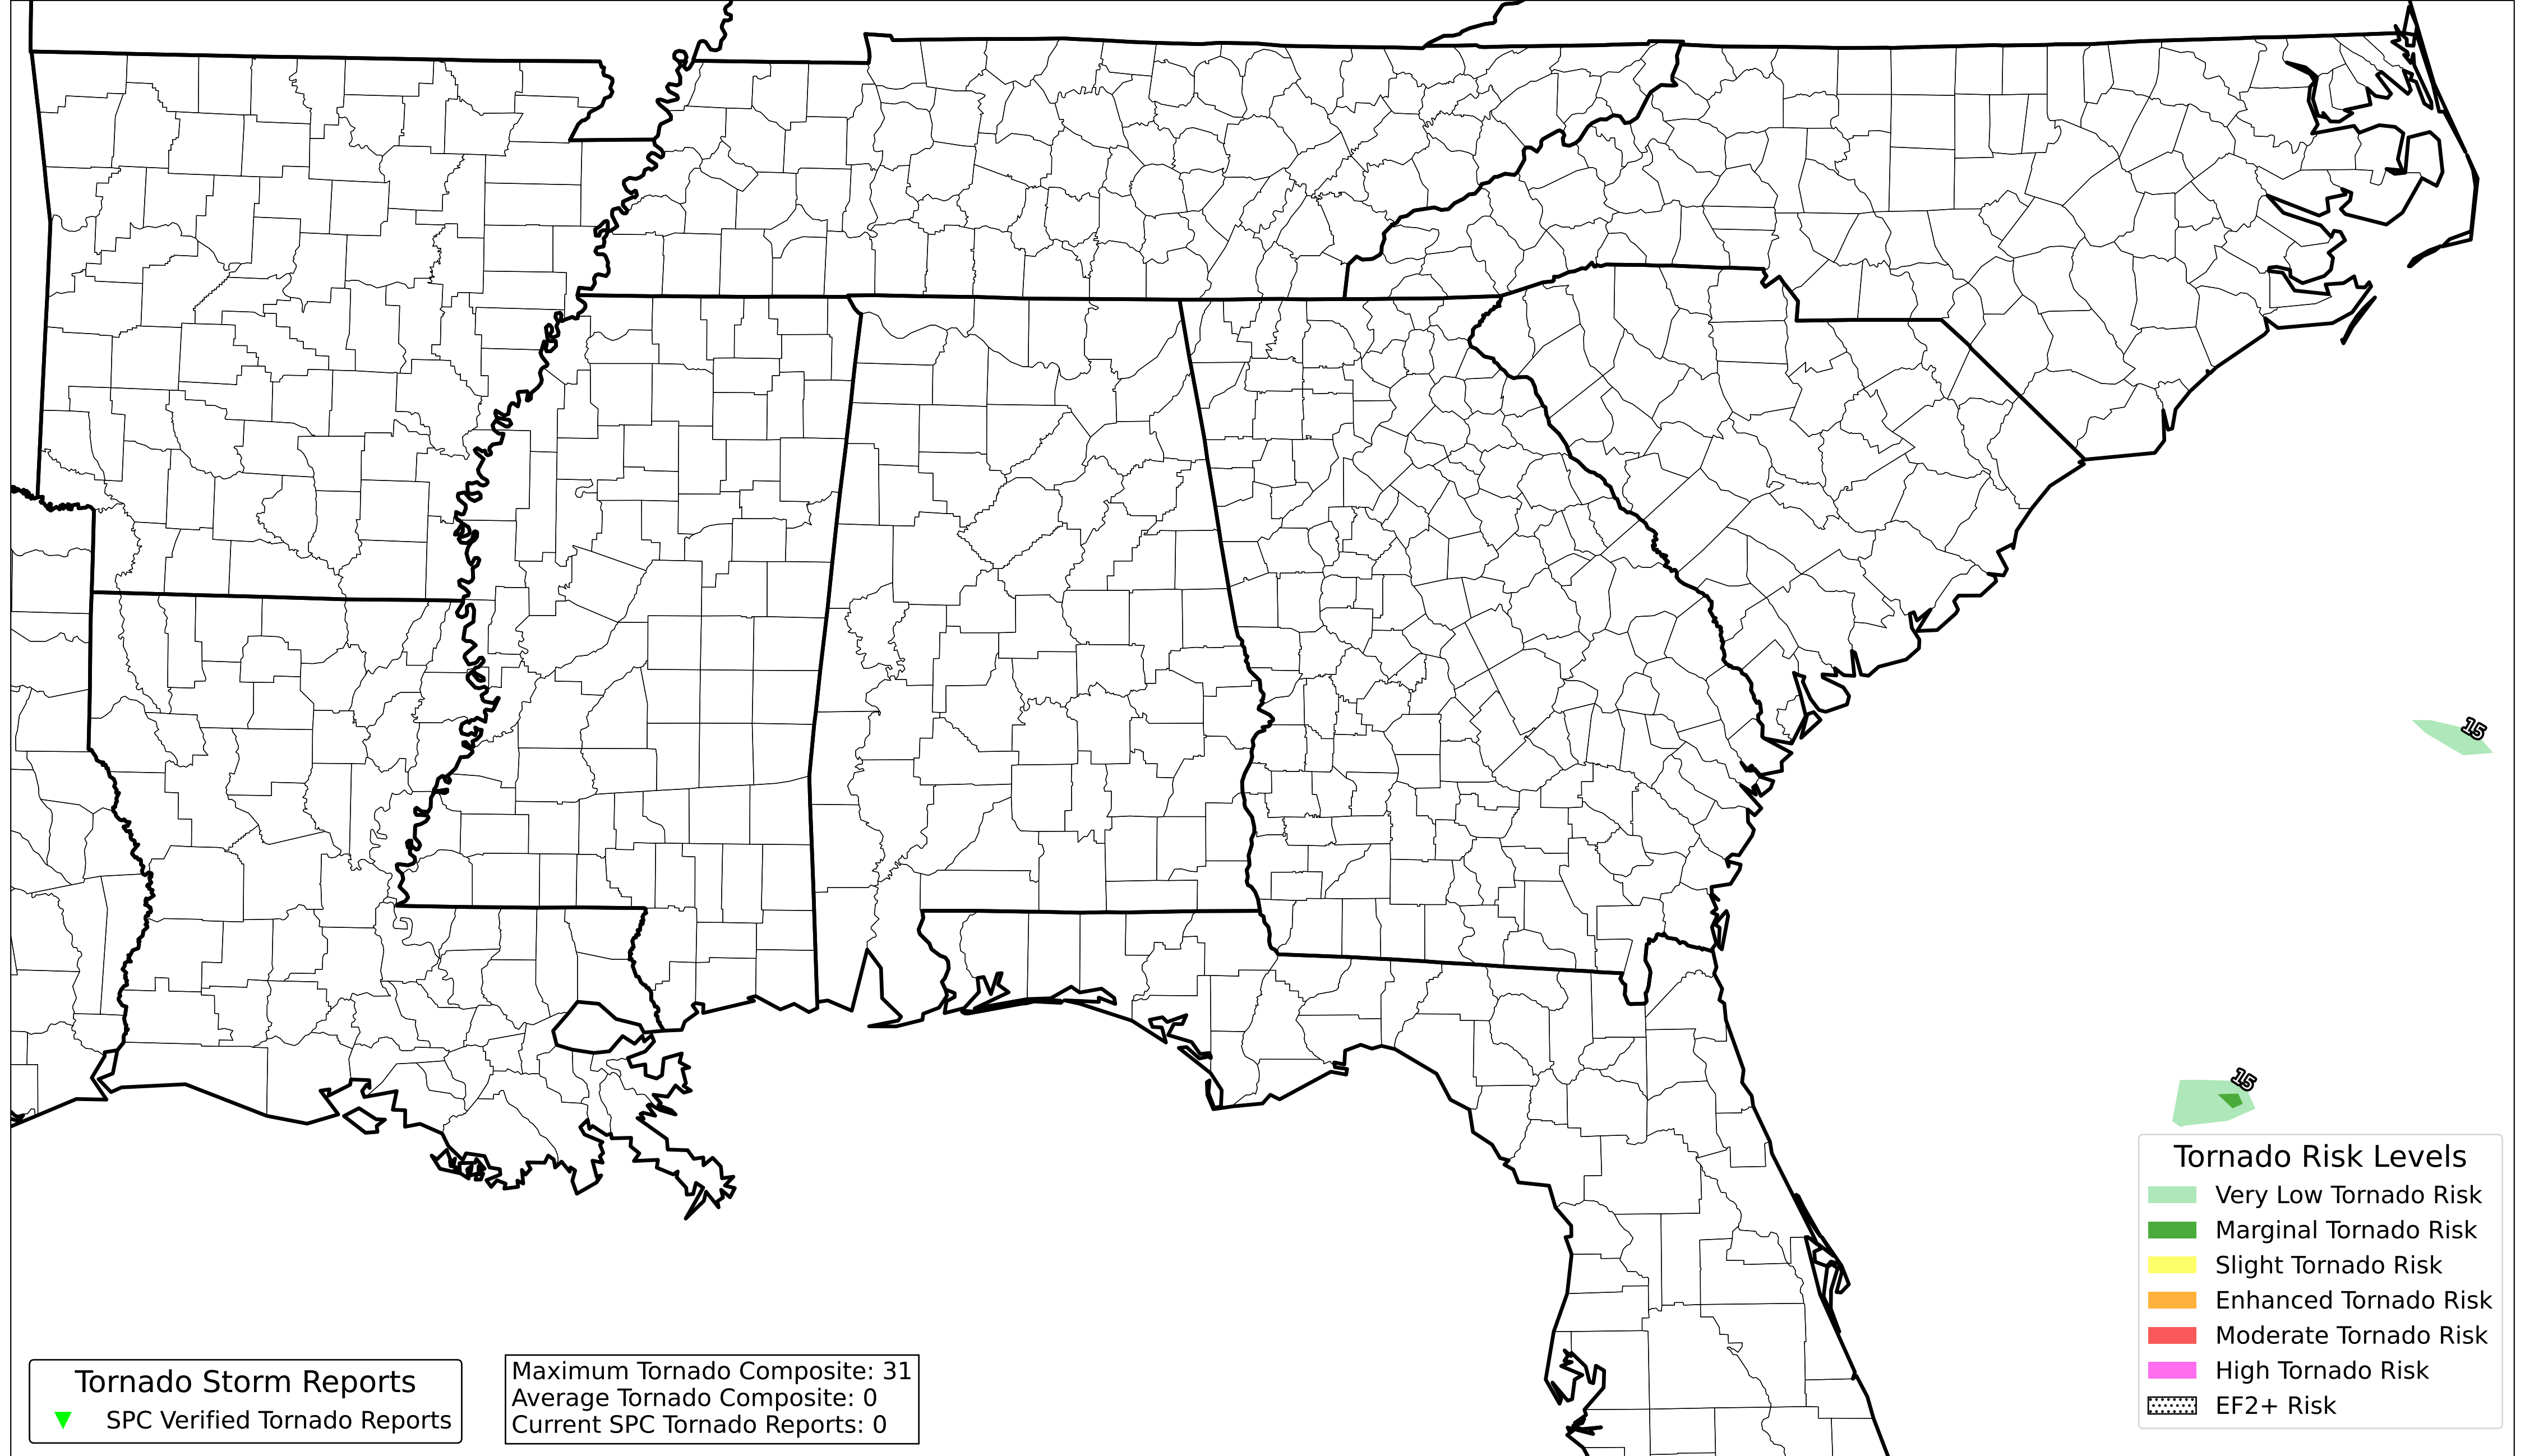 15
15
Tornado Risk Levels
Very Low Tornado Risk
Marginal Tornado Risk
Slight Tornado Risk
Enhanced Tornado Risk
Moderate Tornado Risk
High Tornado Risk
EF2+ Risk
Tornado Storm Reports
SPC Verified Tornado Reports
Maximum Tornado Composite: 31
Average Tornado Composite: 0
Current SPC Tornado Reports: 0